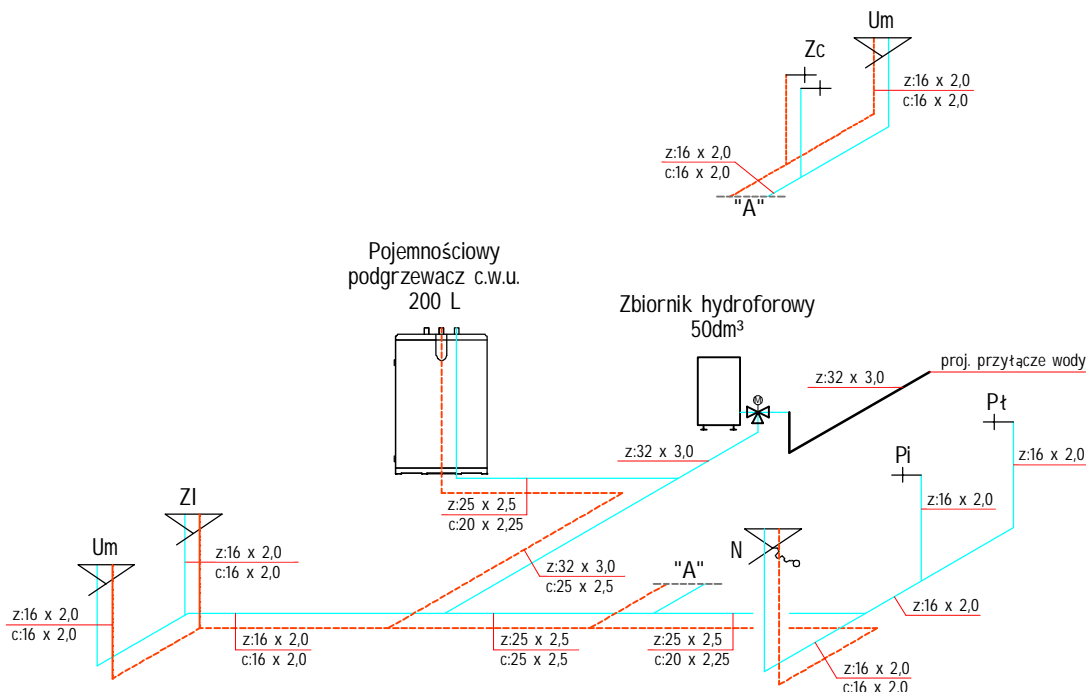 Um
Zc
z:16 x 2,0
c:16 x 2,0
z:16 x 2,0
c:16 x 2,0
"A"
Pojemnościowy
podgrzewacz c.w.u.
200 L
Zbiornik hydroforowy
50dm³
proj. przyłącze wody
z:32 x 3,0
M
Pł
z:32 x 3,0
Pi
z:16 x 2,0
z:25 x 2,5
c:20 x 2,25
z:16 x 2,0
Zl
Um
z:16 x 2,0
c:16 x 2,0
N
z:32 x 3,0
c:25 x 2,5
"A"
z:16 x 2,0
z:16 x 2,0
c:16 x 2,0
z:16 x 2,0
c:16 x 2,0
z:25 x 2,5
c:25 x 2,5
z:25 x 2,5
c:20 x 2,25
z:16 x 2,0
c:16 x 2,0